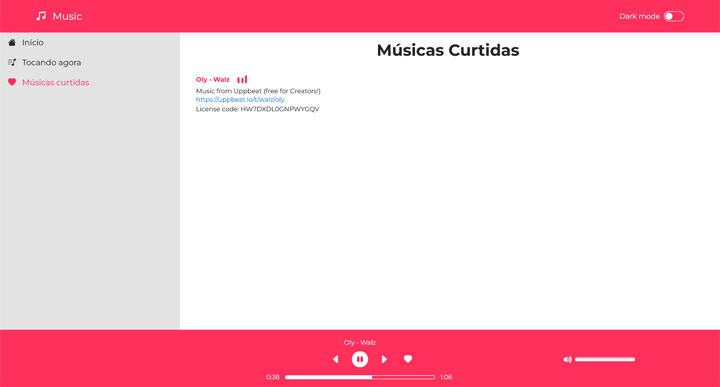 Music
Dark mode
Início
Tocando agora
Músicas curtidas
Músicas Curtidas
Oly - Walz
Music from Uppbeat (free for Creators!)
https://uppbeat.io/t/walz/oly
License code: HW7DXDL0GNPWYGQV
Oly - Walz
0:38
1:06